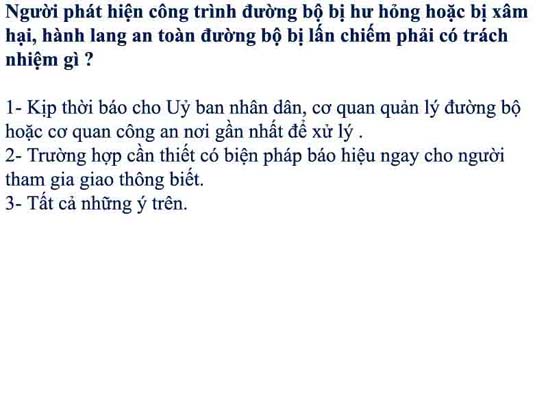 Người phát hiện công trình đường bộ bị hư hỏng hoặc bị xâm
hại, hành lang an toàn đường bộ bị lấn chiếm phải có trách
nhiệm gì ?
1- Kịp thời báo cho Uỷ ban nhân dân, cơ quan quản lý đường bộ
hoặc cơ quan công an nơi gần nhất để xử lý .
2- Trường hợp cần thiết có biện pháp báo hiệu ngay cho người
tham gia giao thông biết.
3- Tất cả những ý trên.